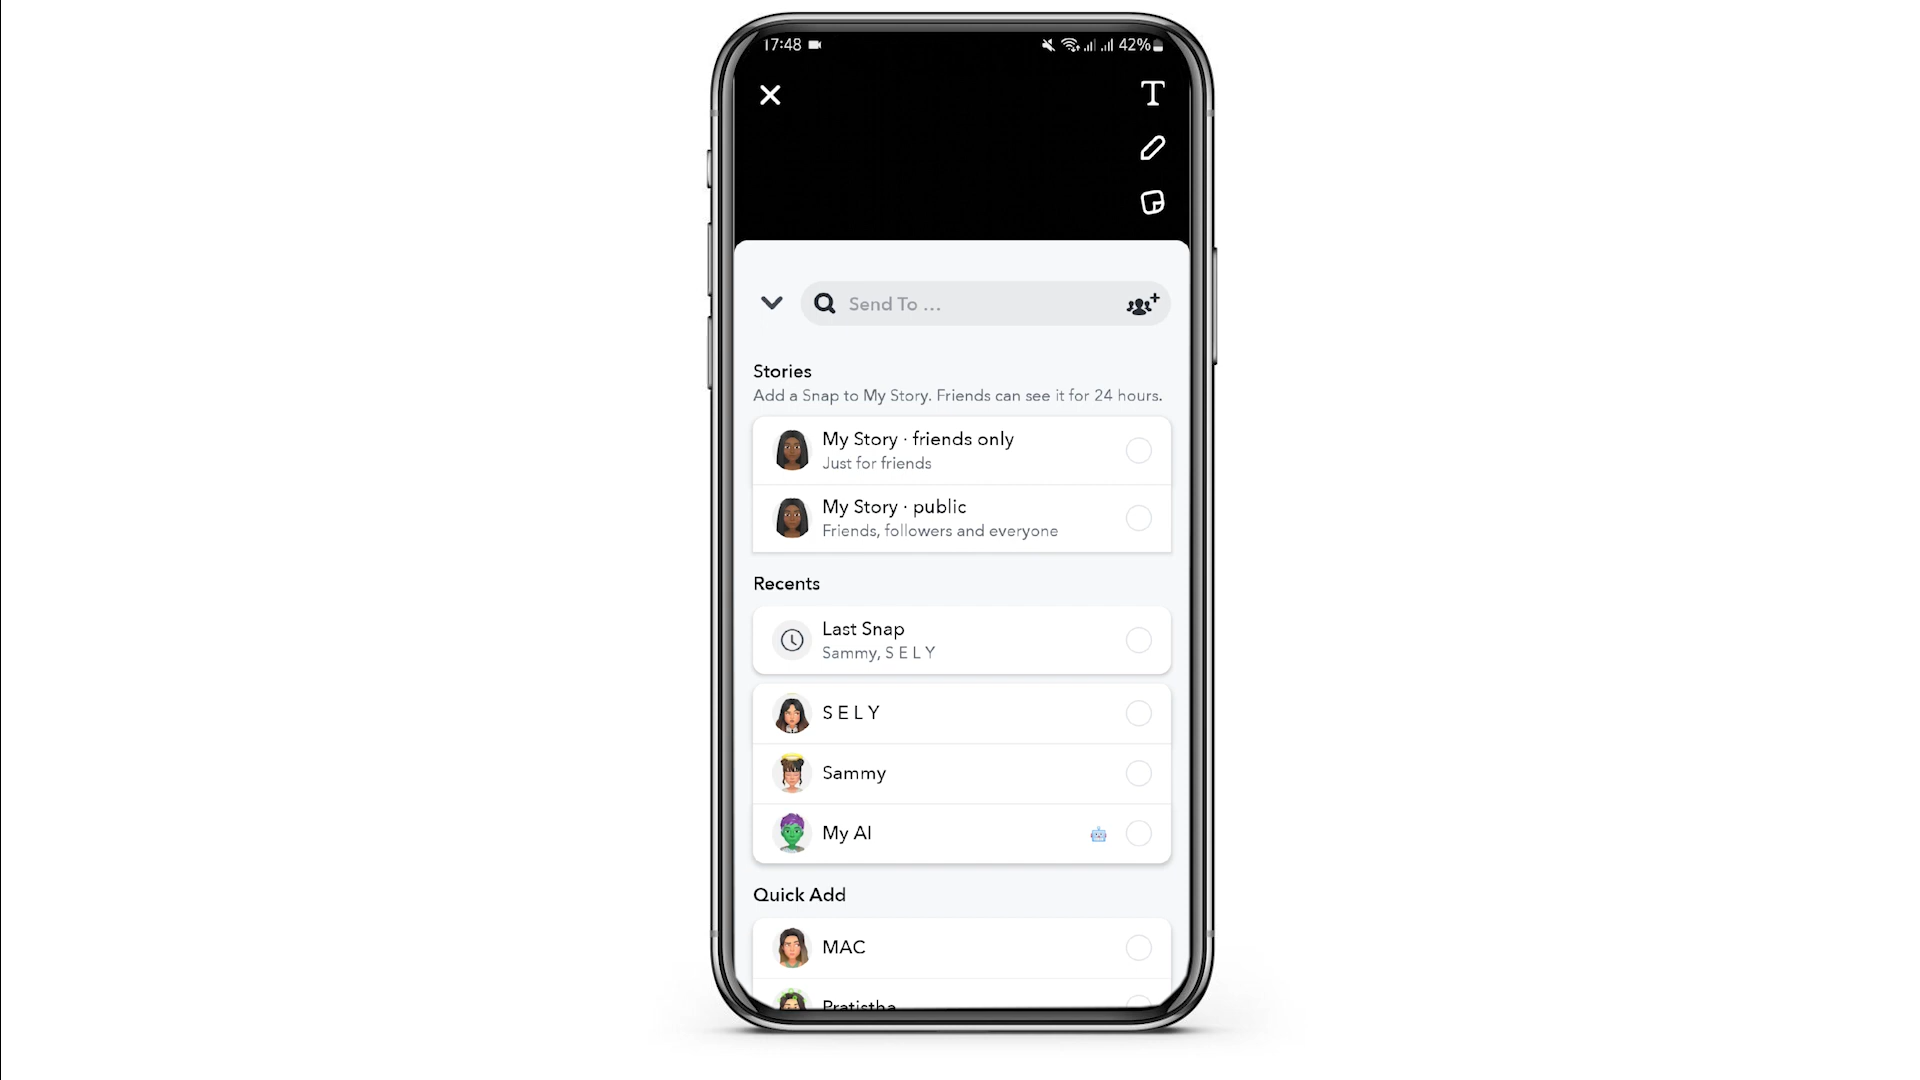 17:48
42%
T
Send To ...
Stories
Add a Snap to My Story. Friends can see it for 24 hours.
My Story · friends only
Just for friends
My Story · public
Friends, followers and everyone
Recents
Last Snap
Sammy, S E L Y
S E L Y
Sammy
My AI
Quick Add
MAC
Pratistha